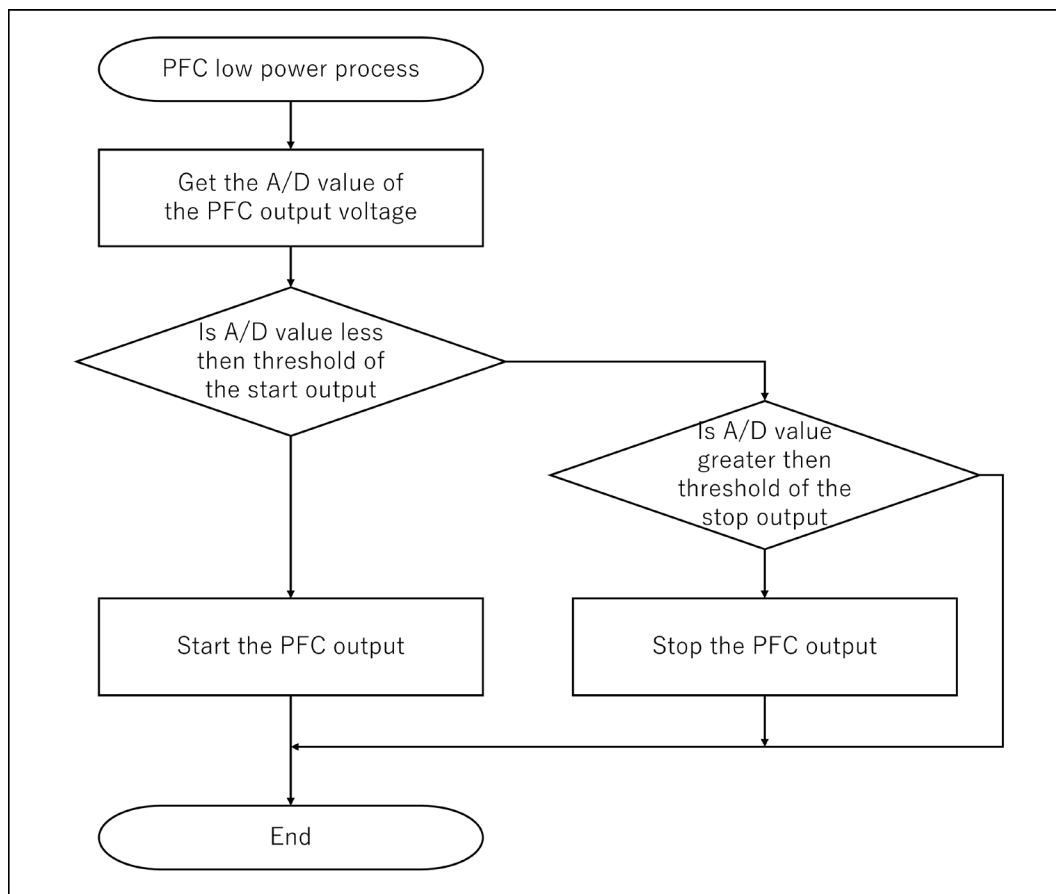 PFC low power process
Get the A/D value of
the PFC output voltage
Is A/D value less
then threshold of
the start output
Is A/D value
greater then
threshold of the
stop output
Start the PFC output
Stop the PFC output
End